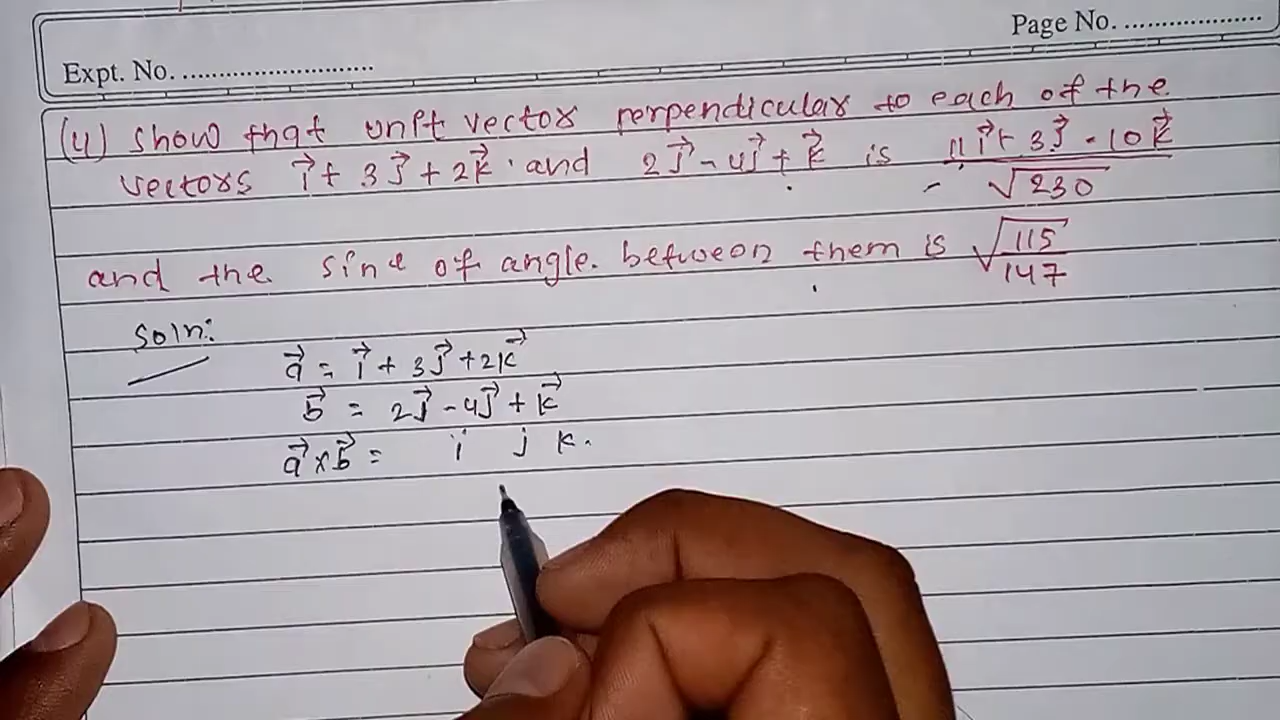 Page No. ....................
Expt. No. ...........................
(4) Show that unit vector perpendicular to each of the
vectors i⃗ + 3j⃗ + 2k⃗ and 2j⃗ - 4j⃗ + k⃗ is (11i⃗ + 3j⃗ - 10k⃗)/√230
and the sine of angle. between them is √(115/147)
Soln:
a⃗ = i⃗ + 3j⃗ + 2k⃗
b⃗ = 2j⃗ - 4j⃗ + k⃗
a⃗ × b⃗ = i j k.